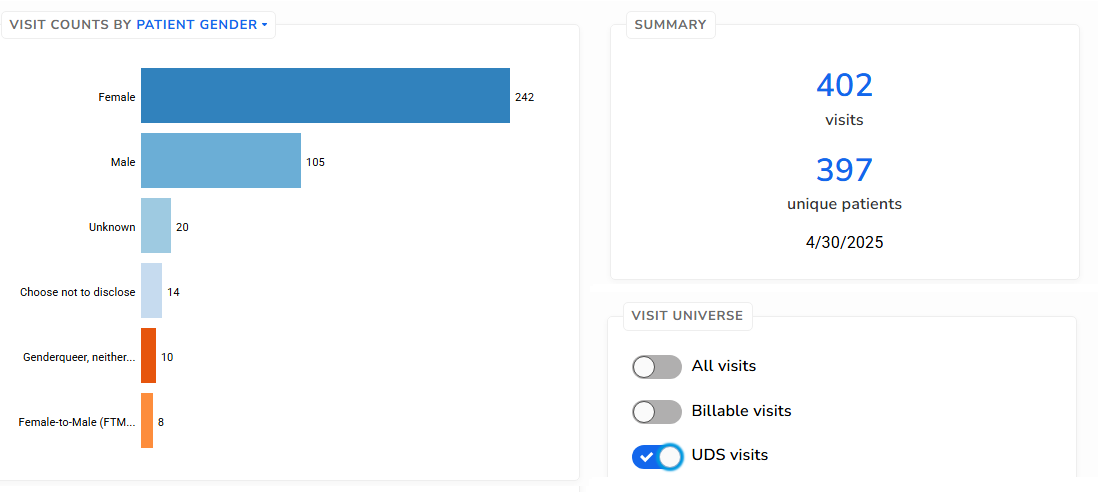 VISIT COUNTS BY PATIENT GENDER
Female 242
Male 105
Unknown 20
Choose not to disclose 14
Genderqueer, neither... 10
Female-to-Male (FTM... 8
SUMMARY
402
visits
397
unique patients
4/30/2025
VISIT UNIVERSE
All visits
Billable visits
UDS visits